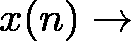 x(n) →